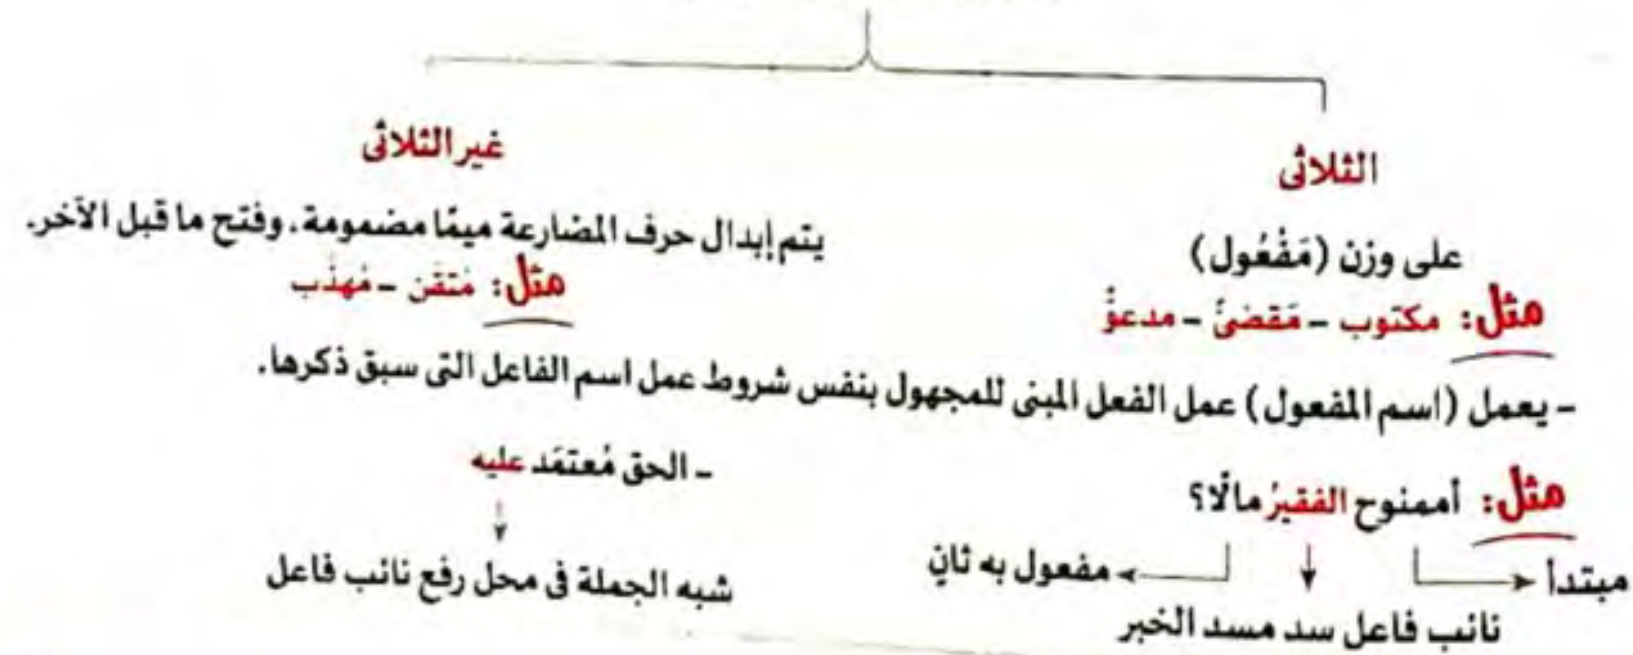 الثلاثى
على وزن (مَفْعُول)
مثل: مكتوب - مَقضىٌّ - مدعوٌّ
غير الثلاثى
يتم إبدال حرف المضارعة ميمًا مضمومة، وفتح ما قبل الآخر.
مثل: مُتقَن - مُهذَّب
- يعمل (اسم المفعول) عمل الفعل المبنى للمجهول بنفس شروط عمل اسم الفاعل التى سبق ذكرها.
مثل: أممنوح الفقيرُ مالًا؟
مبتدأ
نائب فاعل سد مسد الخبر
مفعول به ثانٍ
- الحق مُعتمَد عليه
شبه الجملة فى محل رفع نائب فاعل